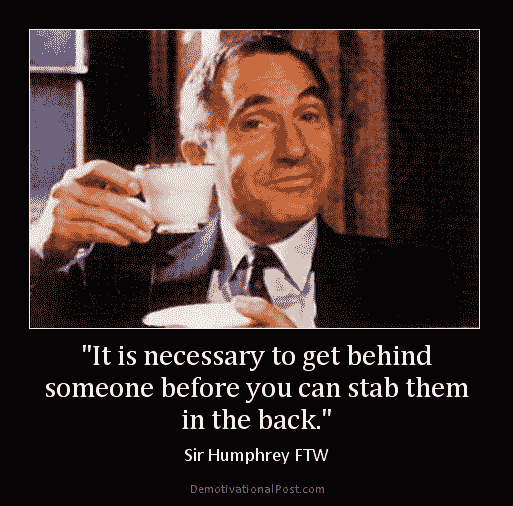 "It is necessary to get behind
someone before you can stab them
in the back."
Sir Humphrey FTW
DemotivationalPost.com